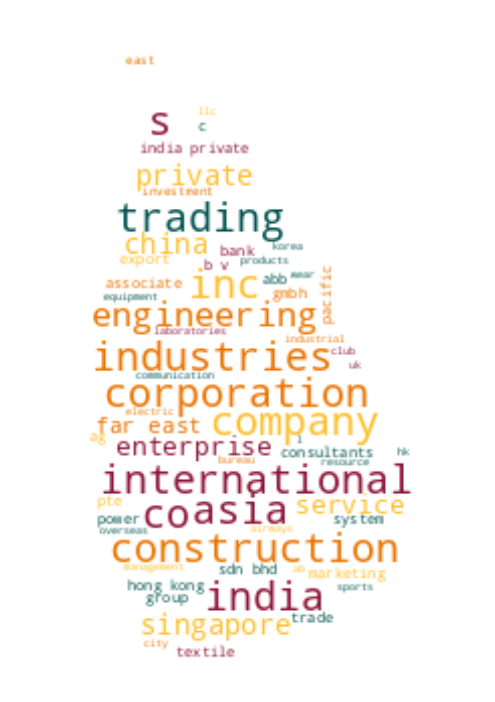 east
s
llc
c
india private
private
investment
trading
china
bank
korea
export
products
b v
abb
wear
associate
inc
gmbh
pacific
equipment
engineering
laboratories
industrial
industries
club
uk
communication
corporation
electric
far east
company
ag
enterprise
l
consultants
hk
bureau
resource
international
pte
service
power
co
asia
system
overseas
airways
construction
management
sdn bhd
ab
marketing
hong kong
sports
group
india
singapore
trade
city
textile